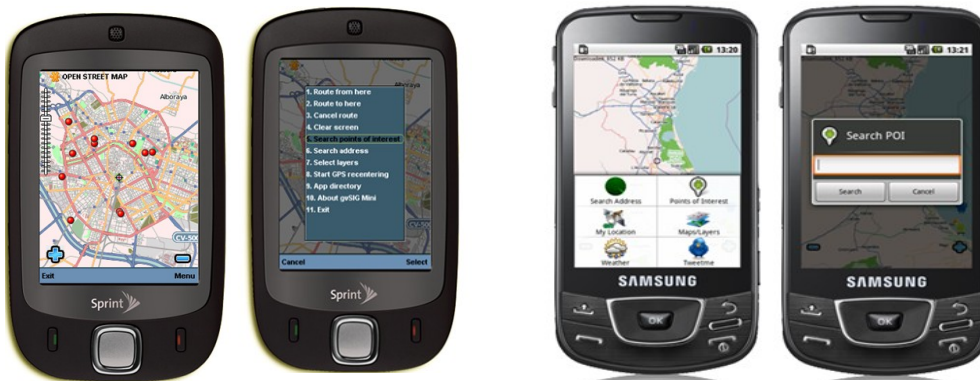 OPEN STREET MAP
Alboraya
CV-500
Exit
Menu
Sprint
1. Route from here
2. Route to here
3. Cancel route
4. Clear screen
5. Search points of interest
6. Search address
7. Select layers
8. Start GPS recentering
9. App directory
10. About gvSIG Mini
11. Exit
Cancel
Select
Sprint
13:20
Search Address
Points of Interest
My Location
Maps/Layers
Weather
Tweetme
SAMSUNG
OK
13:21
Search POI
Search
Cancel
SAMSUNG
OK